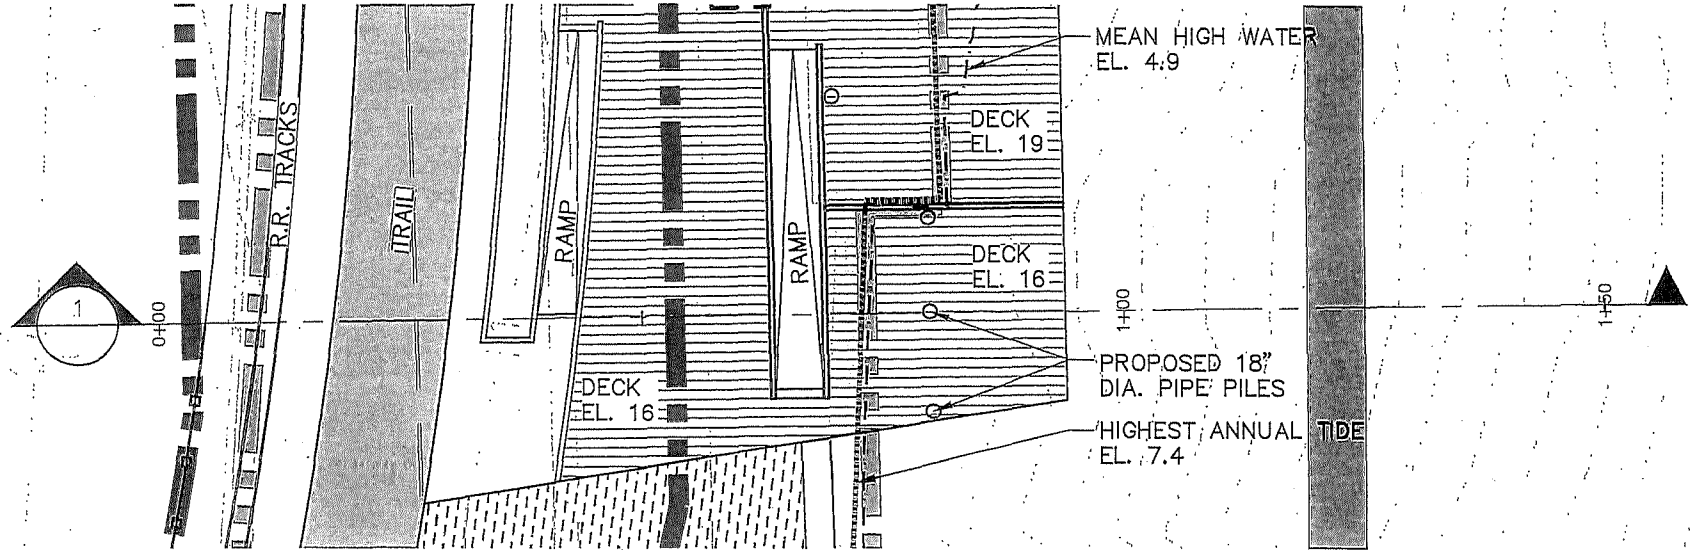 MEAN HIGH WATER
EL. 4.9
DECK
EL. 19
R.R. TRACKS
TRAIL
RAMP
RAMP
DECK
EL. 16
1
0+00
1+00
1+50
PROPOSED 18"
DIA. PIPE PILES
DECK
EL. 16
HIGHEST ANNUAL TIDE
EL. 7.4